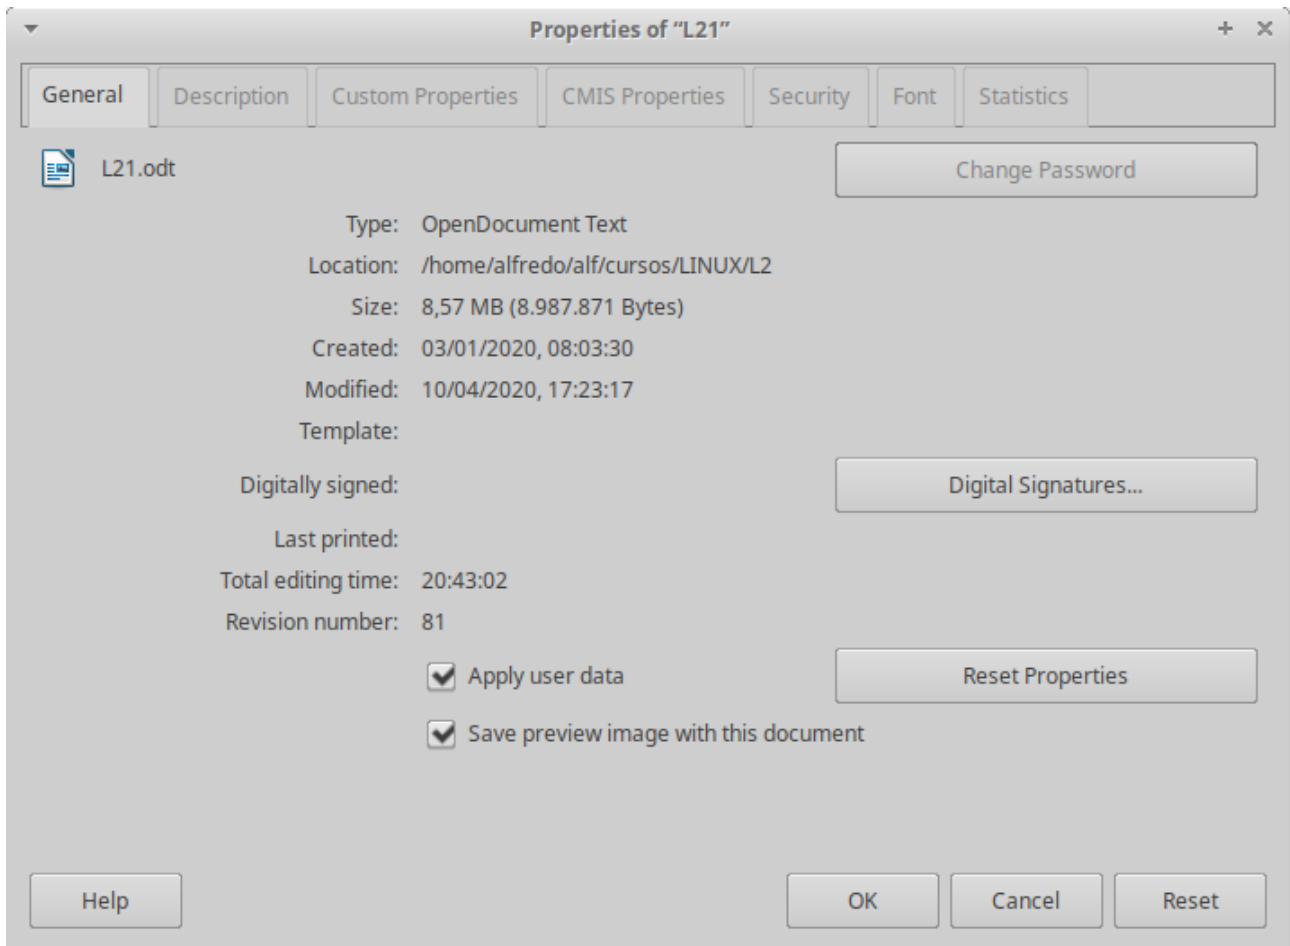 Properties of “L21”
General Description Custom Properties CMIS Properties Security Font Statistics
L21.odt Change Password
Type: OpenDocument Text
Location: /home/alfredo/alf/cursos/LINUX/L2
Size: 8,57 MB (8.987.871 Bytes)
Created: 03/01/2020, 08:03:30
Modified: 10/04/2020, 17:23:17
Template:
Digitally signed: Digital Signatures...
Last printed:
Total editing time: 20:43:02
Revision number: 81
Apply user data Reset Properties
Save preview image with this document
Help OK Cancel Reset